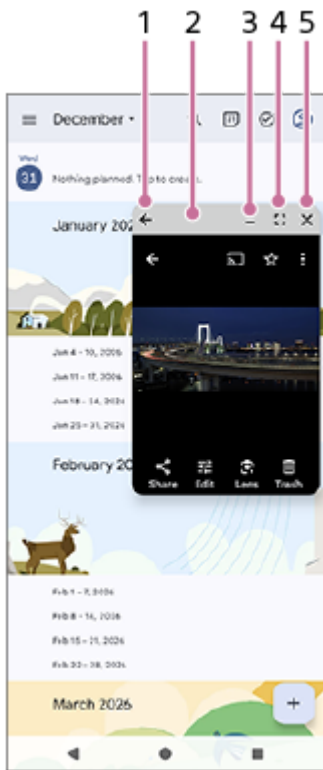 1 2 3 4 5
December
Wed
31 Nothing planned. Tap to create.
January 202
Jan 4 – 10, 2026
Jan 11 – 17, 2026
Jan 18 – 24, 2026
Jan 25 – 31, 2026
Share Edit Lens Trash
February 20
Feb 1 – 7, 2026
Feb 8 – 14, 2026
Feb 15 – 21, 2026
Feb 22 – 28, 2026
March 2026